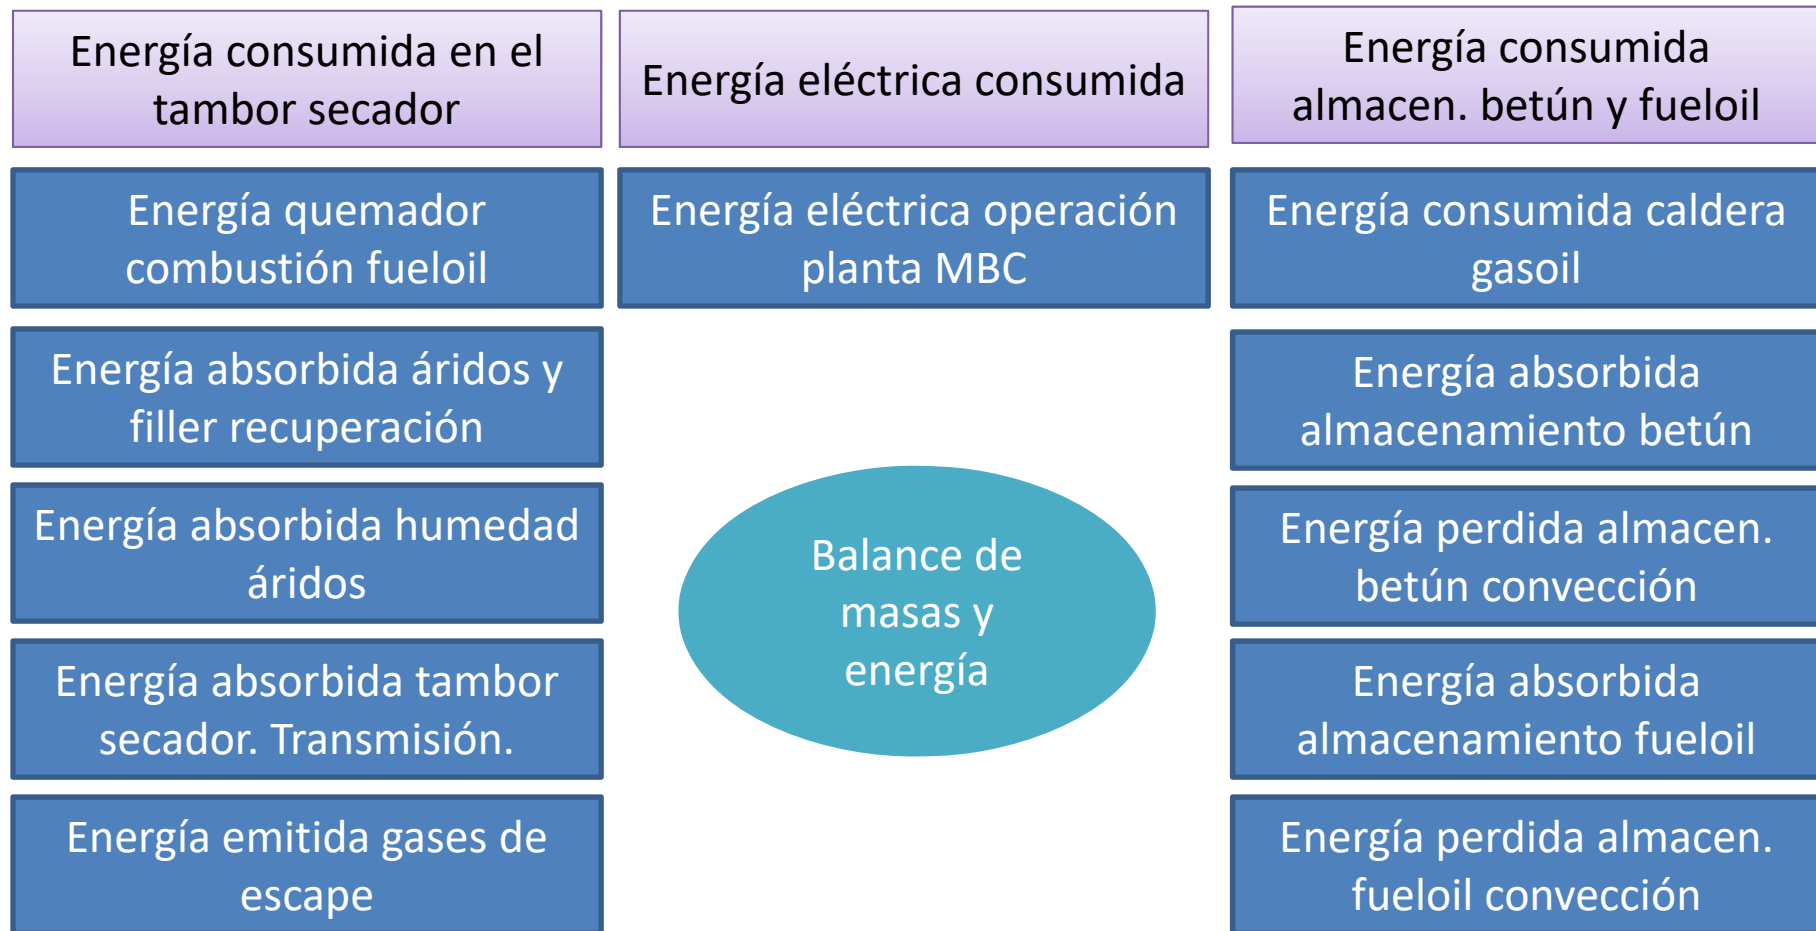 Energía consumida en el
tambor secador
Energía quemador
combustión fueloil
Energía absorbida áridos y
filler recuperación
Energía absorbida humedad
áridos
Energía absorbida tambor
secador. Transmisión.
Energía emitida gases de
escape
Energía eléctrica consumida
Energía eléctrica operación
planta MBC
Balance de
masas y
energía
Energía consumida
almacen. betún y fueloil
Energía consumida caldera
gasoil
Energía absorbida
almacenamiento betún
Energía perdida almacen.
betún convección
Energía absorbida
almacenamiento fueloil
Energía perdida almacen.
fueloil convección